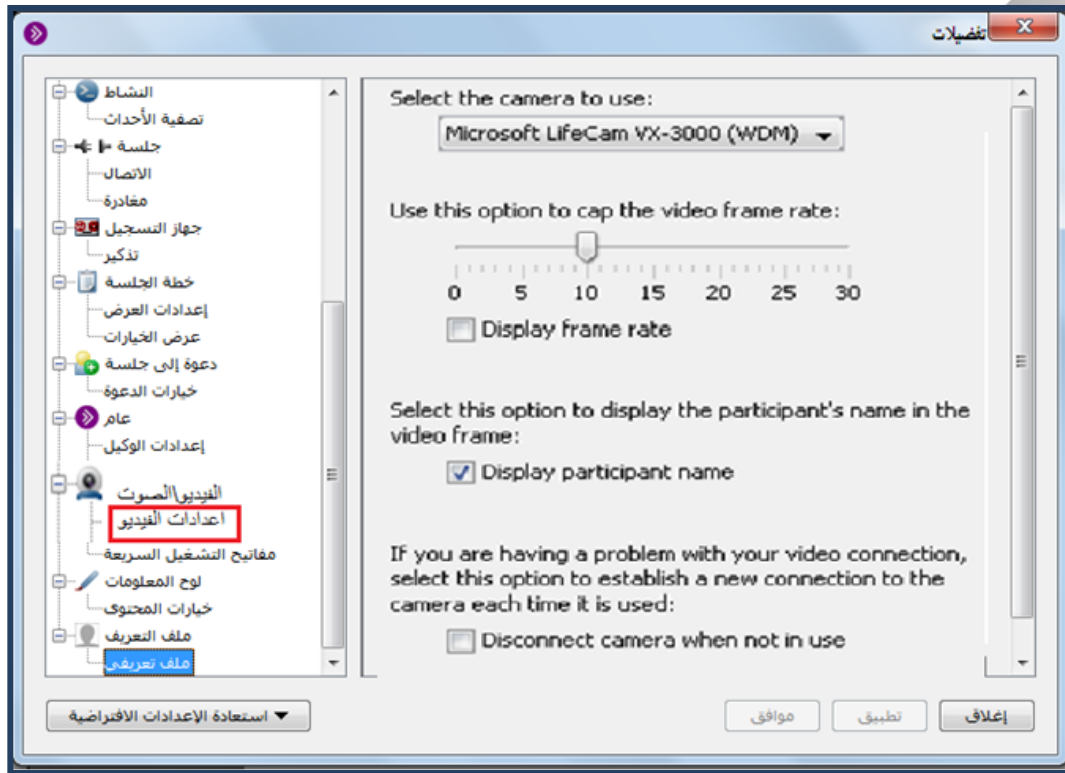 تفضيلات
النشاط
تصفية الأحداث
جلسة
الاتصال
مغادرة
جهاز التسجيل
تذكير
خطة الجلسة
إعدادات العرض
عرض الخيارات
دعوة إلى جلسة
خيارات الدعوة
عام
إعدادات الوكيل
الفيديو\الصوت
اعدادات الفيديو
مفاتيح التشغيل السريعة
لوح المعلومات
خيارات المحتوى
ملف التعريف
ملف تعريفي
Select the camera to use:
Microsoft LifeCam VX-3000 (WDM)
Use this option to cap the video frame rate:
0 5 10 15 20 25 30
Display frame rate
Select this option to display the participant's name in the
video frame:
Display participant name
If you are having a problem with your video connection,
select this option to establish a new connection to the
camera each time it is used:
Disconnect camera when not in use
استعادة الإعدادات الافتراضية
موافق
تطبيق
إغلاق